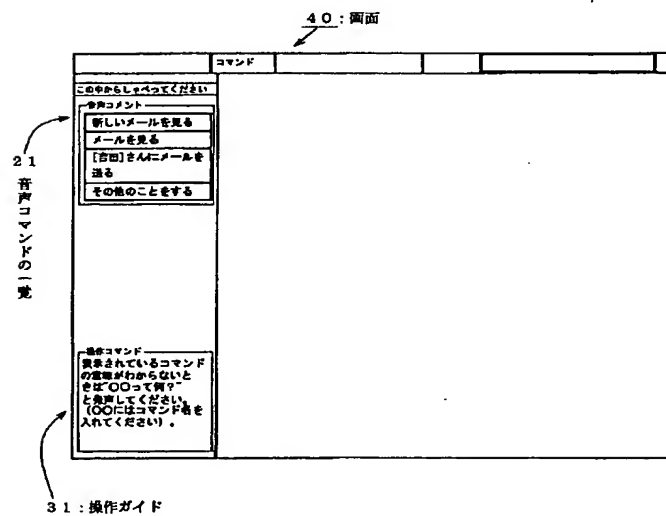 40:画面
コマンド
この中からしゃべってください
音声コメント
新しいメールを見る
メールを見る
[吉田]さんにメールを
送る
その他のことをする
21
音声コマンドの一覧
操作コマンド
表示されているコマンド
の意味がわからないと
きは"〇〇って何?"
と発声してください。
(〇〇にはコマンド名を
入れてください)。
31:操作ガイド